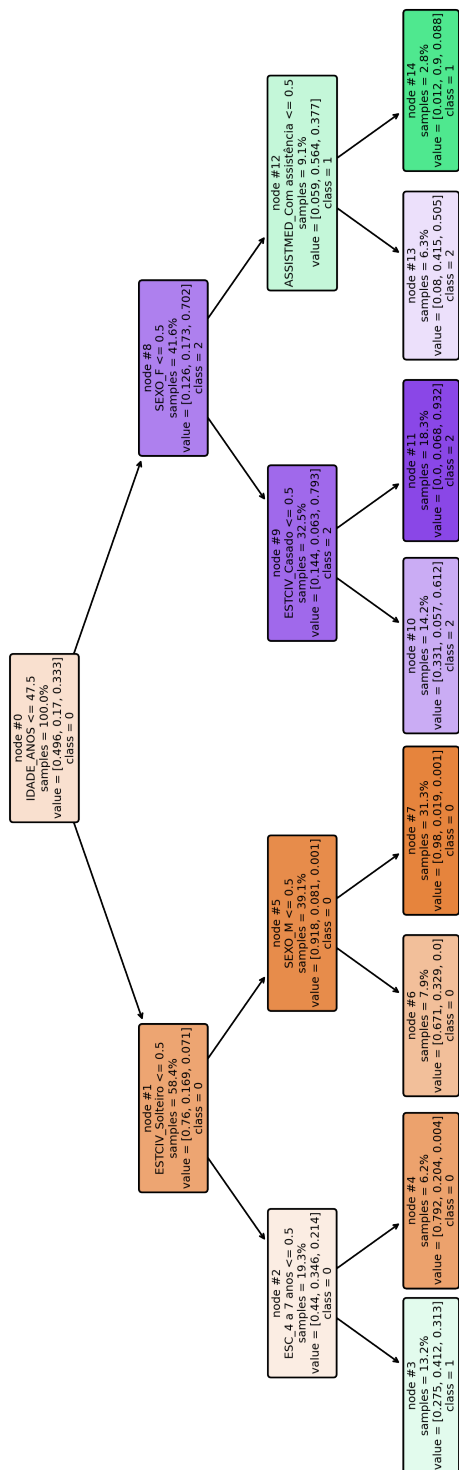 node #0
IDADE_ANOS <= 47.5
samples = 100.0%
value = [0.496, 0.17, 0.333]
class = 0
node #1
ESTCIV_Solteiro <= 0.5
samples = 58.4%
value = [0.76, 0.169, 0.071]
class = 0
node #8
SEXO_F <= 0.5
samples = 41.6%
value = [0.126, 0.173, 0.702]
class = 2
node #2
ESC_4 a 7 anos <= 0.5
samples = 19.3%
value = [0.44, 0.346, 0.214]
class = 0
node #5
SEXO_M <= 0.5
samples = 39.1%
value = [0.918, 0.081, 0.001]
class = 0
node #9
ESTCIV_Casado <= 0.5
samples = 32.5%
value = [0.144, 0.063, 0.793]
class = 2
node #12
ASSISTMED_Com assistência <= 0.5
samples = 9.1%
value = [0.059, 0.564, 0.377]
class = 1
node #3
samples = 13.2%
value = [0.275, 0.412, 0.313]
class = 1
node #4
samples = 6.2%
value = [0.792, 0.204, 0.004]
class = 0
node #6
samples = 7.9%
value = [0.671, 0.329, 0.0]
class = 0
node #7
samples = 31.3%
value = [0.98, 0.019, 0.001]
class = 0
node #10
samples = 14.2%
value = [0.331, 0.057, 0.612]
class = 2
node #11
samples = 18.3%
value = [0.0, 0.068, 0.932]
class = 2
node #13
samples = 6.3%
value = [0.08, 0.415, 0.505]
class = 2
node #14
samples = 2.8%
value = [0.012, 0.9, 0.088]
class = 1